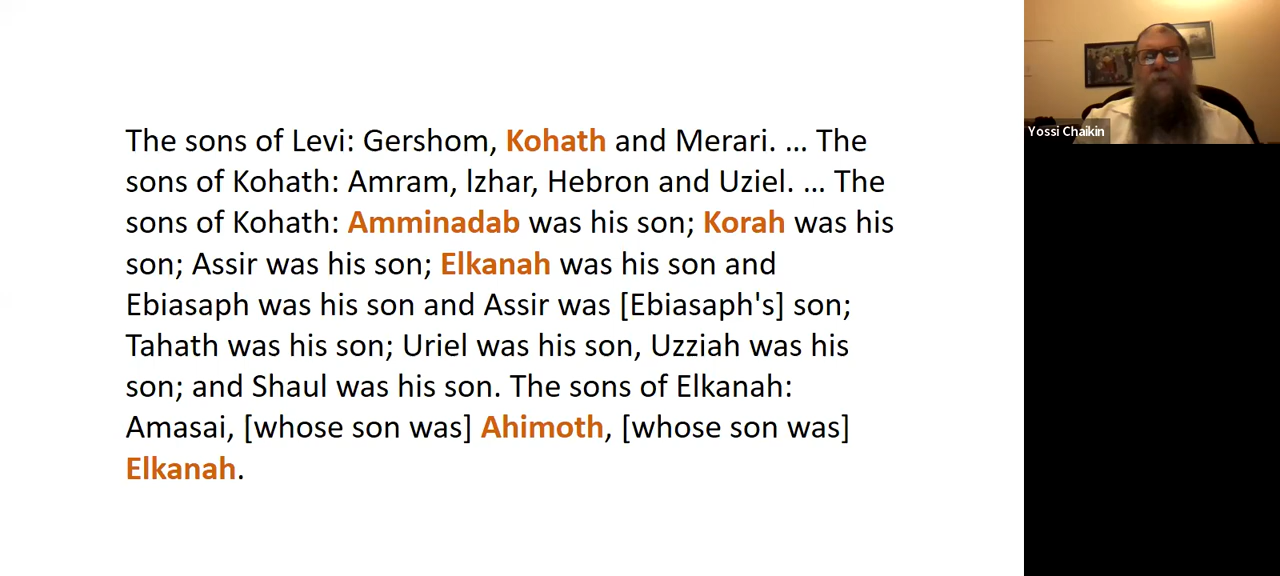 The sons of Levi: Gershom, Kohath and Merari. ... The
sons of Kohath: Amram, lzhar, Hebron and Uziel. ... The
sons of Kohath: Amminadab was his son; Korah was his
son; Assir was his son; Elkanah was his son and
Ebiasaph was his son and Assir was [Ebiasaph's] son;
Tahath was his son; Uriel was his son, Uzziah was his
son; and Shaul was his son. The sons of Elkanah:
Amasai, [whose son was] Ahimoth, [whose son was]
Elkanah.
Yossi Chaikin